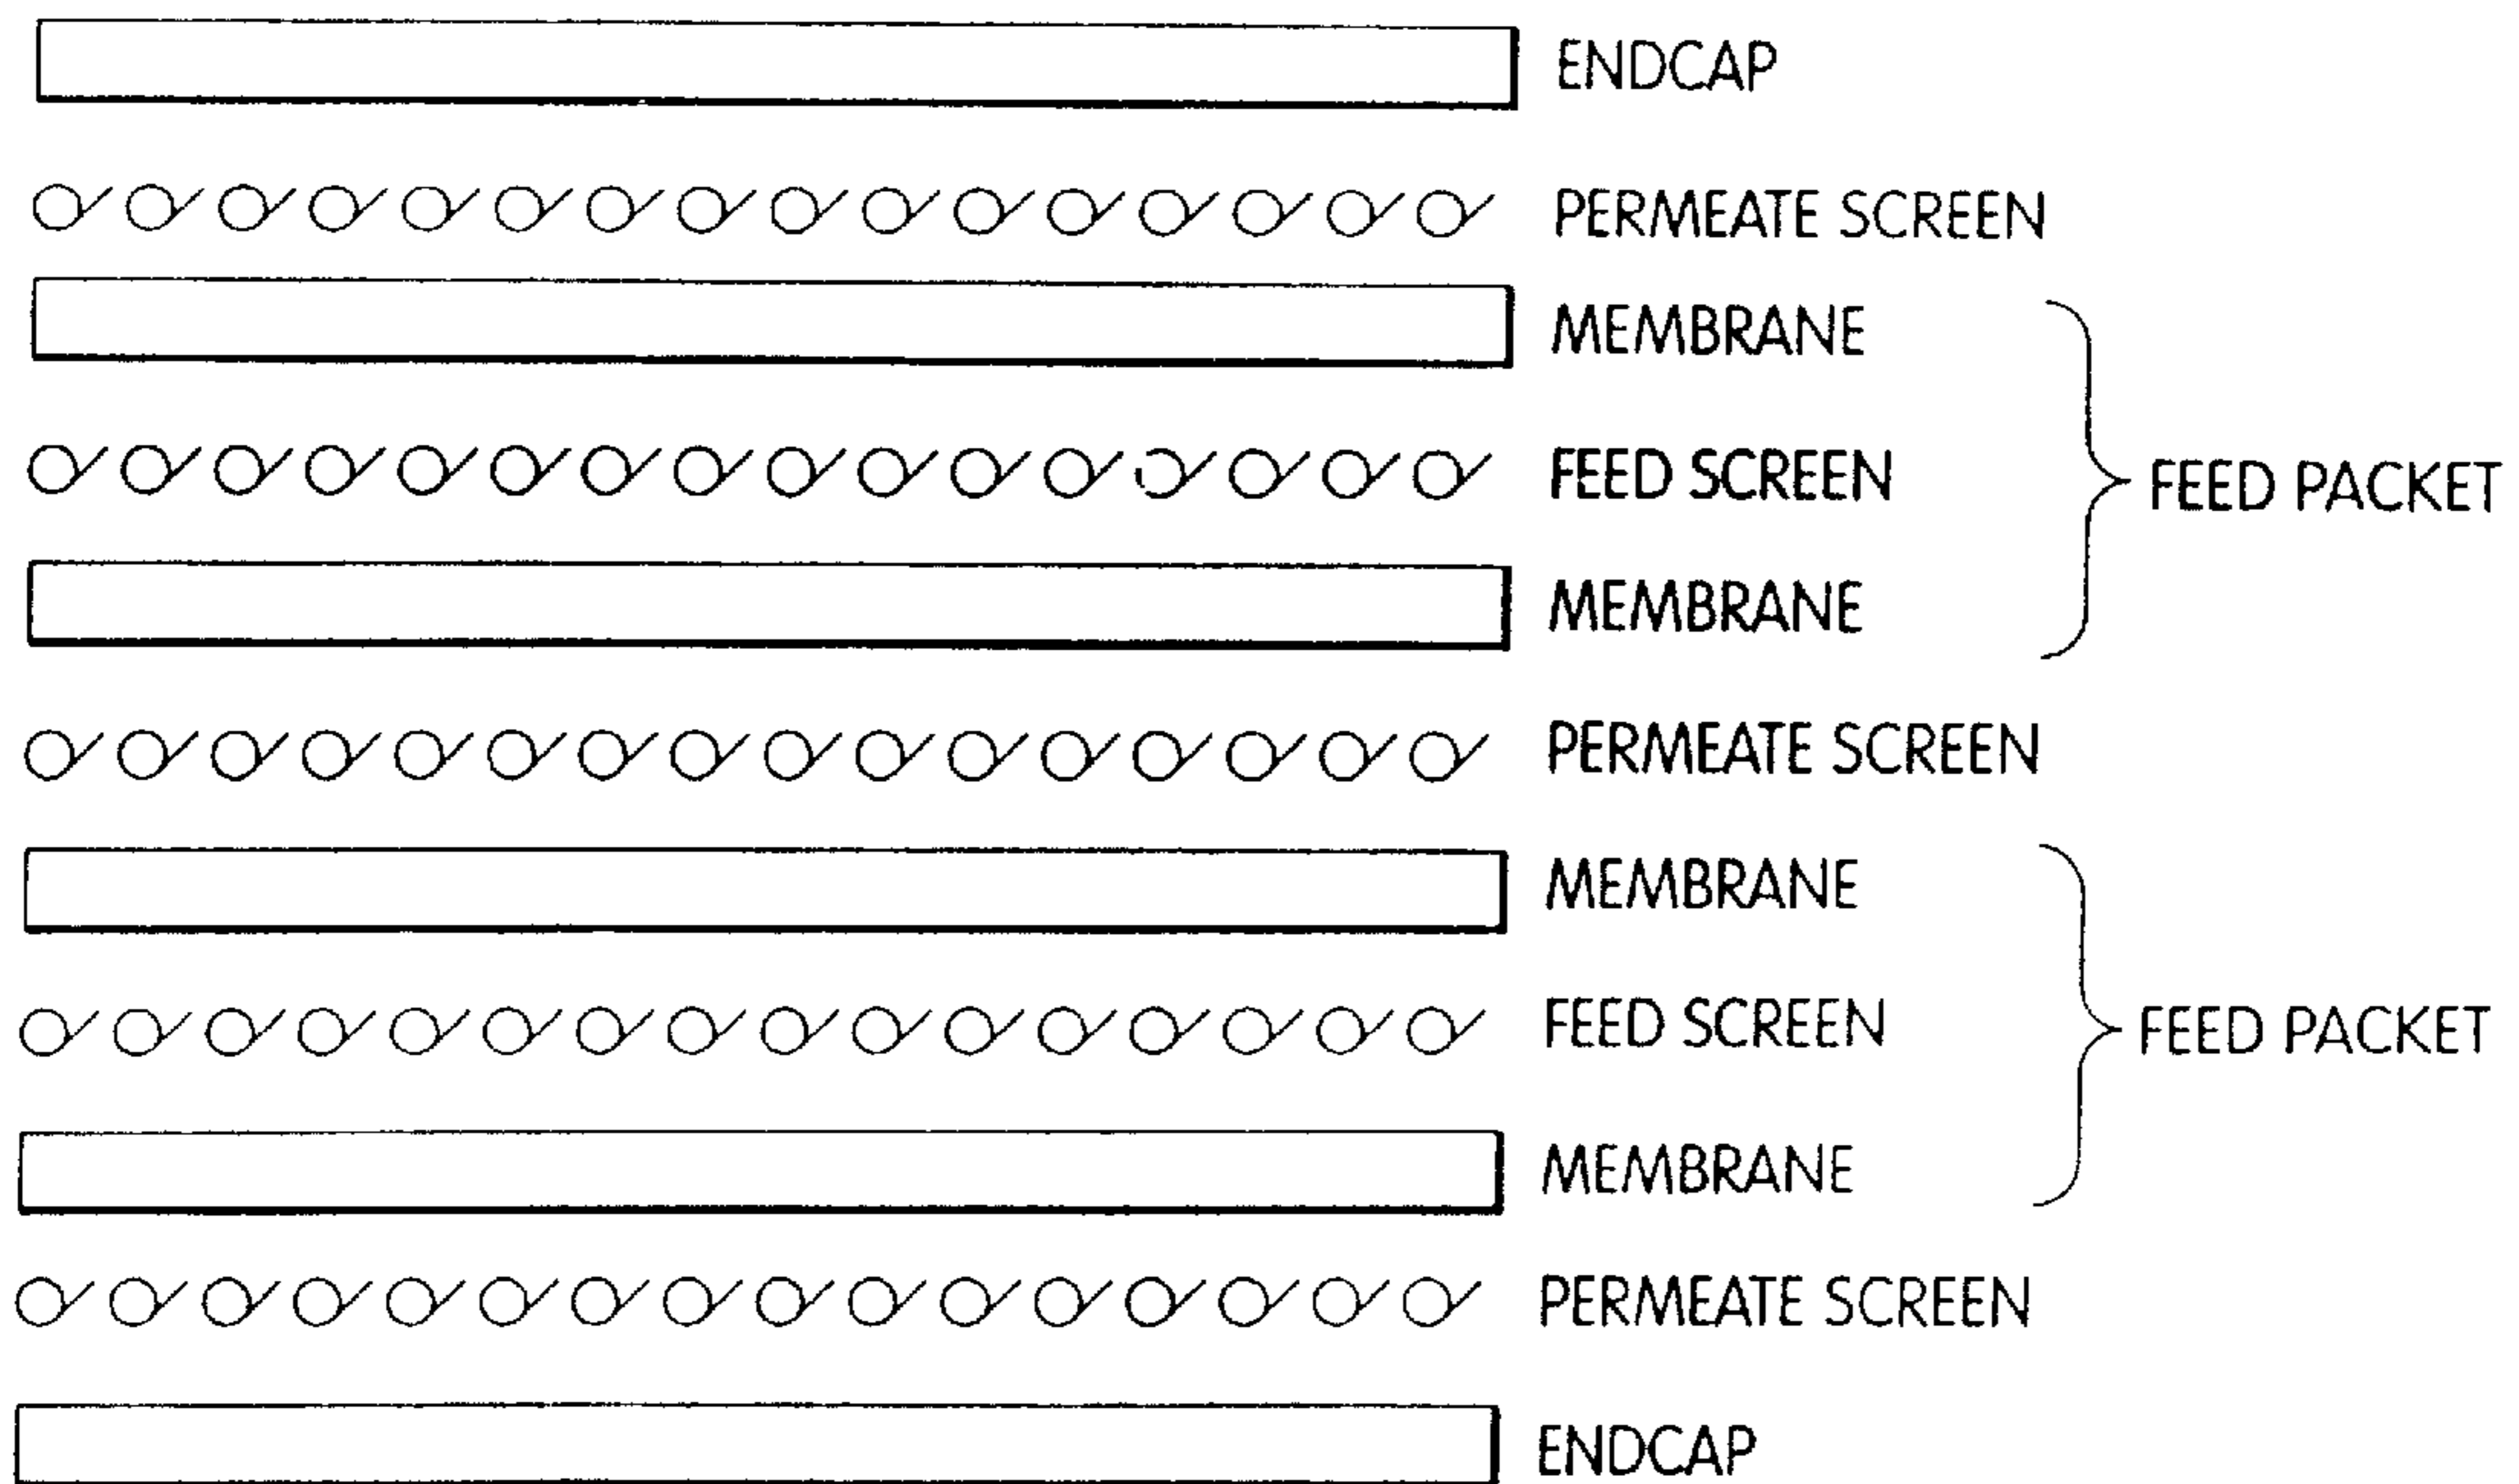 ENDCAP
PERMEATE SCREEN
MEMBRANE
FEED SCREEN
FEED PACKET
MEMBRANE
PERMEATE SCREEN
MEMBRANE
FEED SCREEN
FEED PACKET
MEMBRANE
PERMEATE SCREEN
ENDCAP